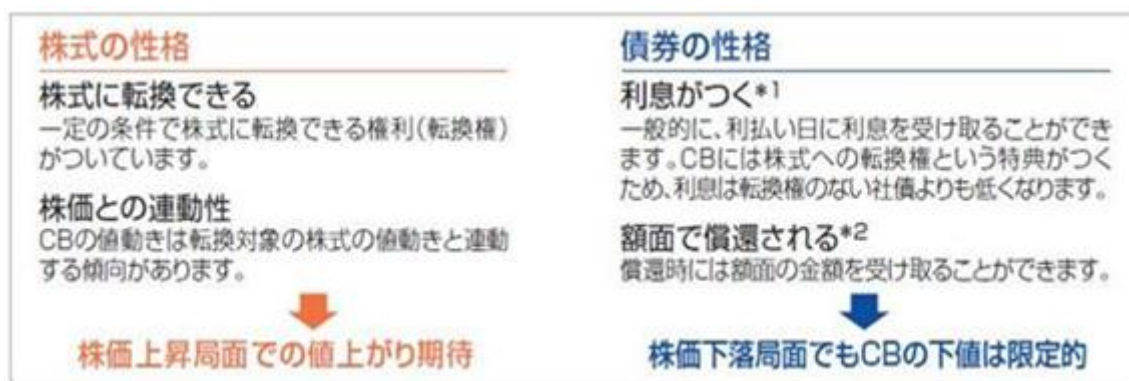 株式の性格
株式に転換できる
一定の条件で株式に転換できる権利(転換権)
がついています。
株価との連動性
CBの値動きは転換対象の株式の値動きと連動
する傾向があります。
株価上昇局面での値上がり期待
債券の性格
利息がつく*1
一般的に、利払い日に利息を受け取ることができ
ます。CBには株式への転換権という特典がつく
ため、利息は転換権のない社債よりも低くなります。
額面で償還される*2
償還時には額面の金額を受け取ることができます。
株価下落局面でもCBの下値は限定的